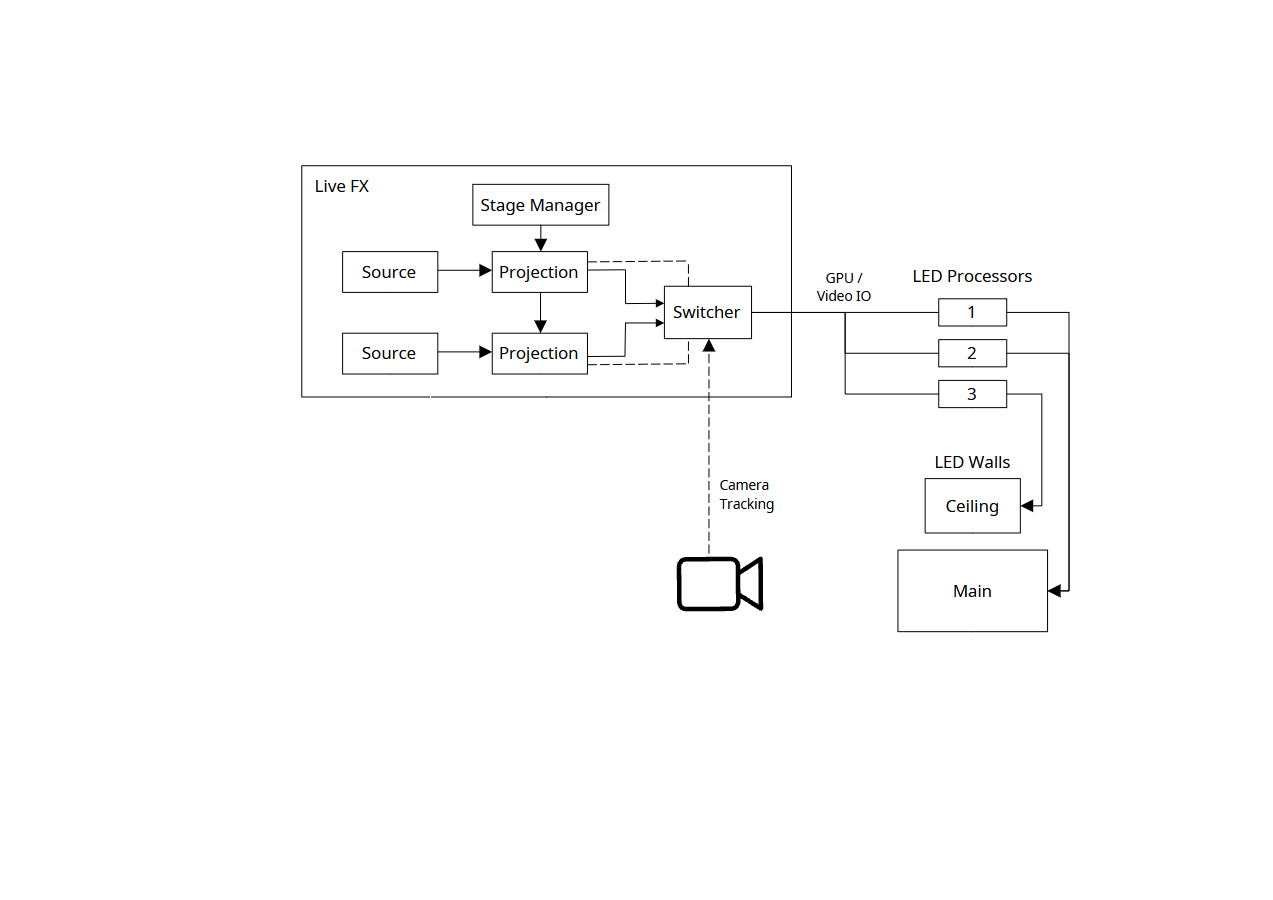 Live FX
Stage Manager
Source
Projection
Switcher
Source
Projection
GPU /
Video IO
LED Processors
1
2
3
LED Walls
Ceiling
Main
Camera
Tracking